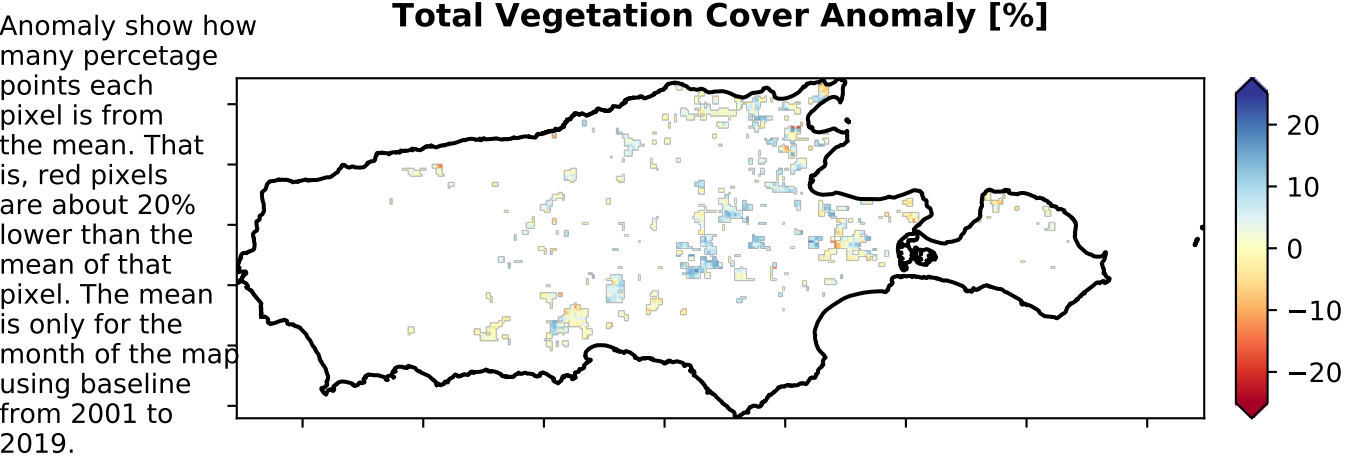 Total Vegetation Cover Anomaly [%]
Anomaly show how
many percetage
points each
pixel is from
the mean. That
is, red pixels
are about 20%
lower than the
mean of that
pixel. The mean
is only for the
month of the map
using baseline
from 2001 to
2019.
20
10
0
−10
−20